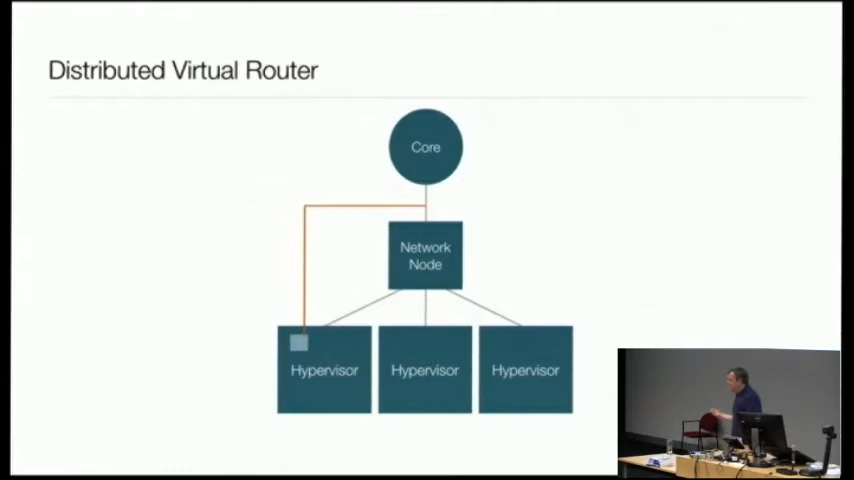 Distributed Virtual Router
Core
Network
Node
Hypervisor
Hypervisor
Hypervisor